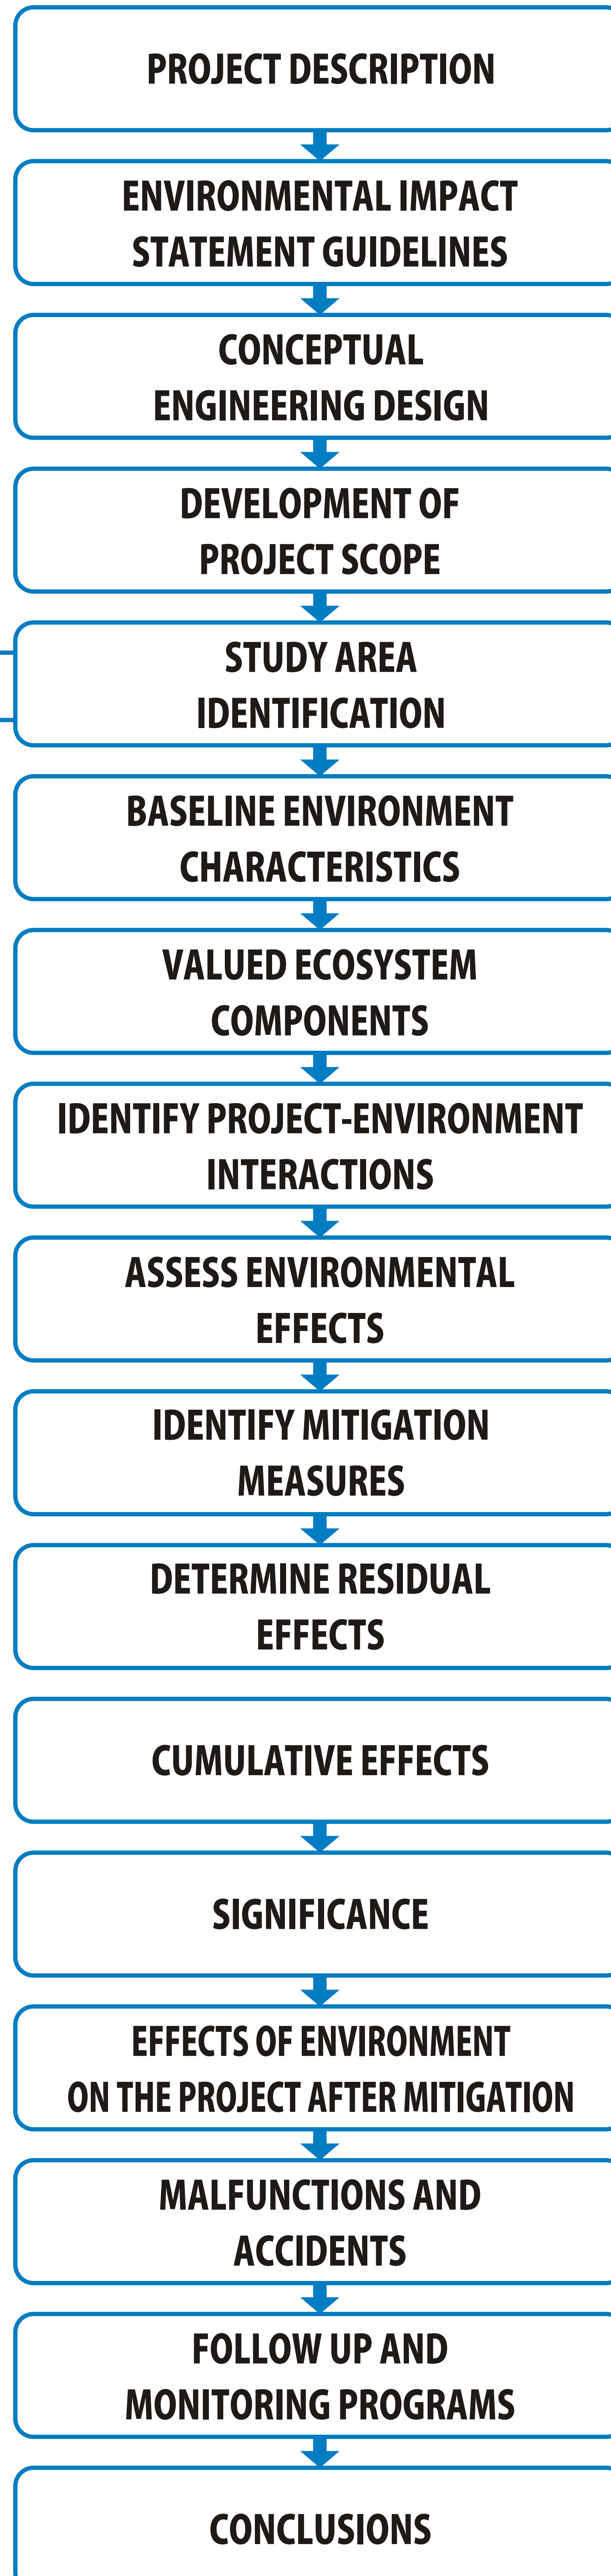 PROJECT DESCRIPTION
ENVIRONMENTAL IMPACT
STATEMENT GUIDELINES
CONCEPTUAL
ENGINEERING DESIGN
DEVELOPMENT OF
PROJECT SCOPE
STUDY AREA
IDENTIFICATION
BASELINE ENVIRONMENT
CHARACTERISTICS
VALUED ECOSYSTEM
COMPONENTS
IDENTIFY PROJECT-ENVIRONMENT
INTERACTIONS
ASSESS ENVIRONMENTAL
EFFECTS
IDENTIFY MITIGATION
MEASURES
DETERMINE RESIDUAL
EFFECTS
CUMULATIVE EFFECTS
SIGNIFICANCE
EFFECTS OF ENVIRONMENT
ON THE PROJECT AFTER MITIGATION
MALFUNCTIONS AND
ACCIDENTS
FOLLOW UP AND
MONITORING PROGRAMS
CONCLUSIONS